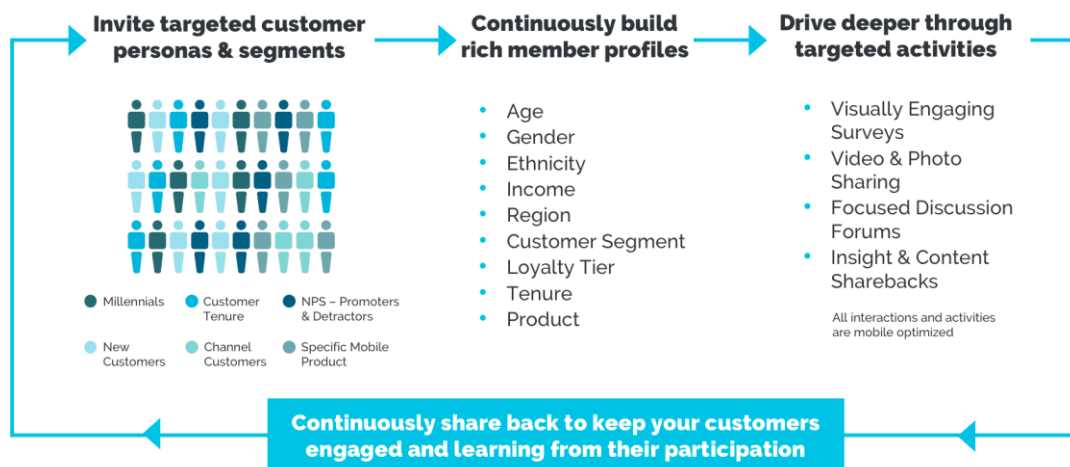 Invite targeted customer
personas & segments
Millennials
Customer
Tenure
NPS – Promoters
& Detractors
New
Customers
Channel
Customers
Specific Mobile
Product
Continuously build
rich member profiles
• Age
• Gender
• Ethnicity
• Income
• Region
• Customer Segment
• Loyalty Tier
• Tenure
• Product
Drive deeper through
targeted activities
• Visually Engaging
Surveys
• Video & Photo
Sharing
• Focused Discussion
Forums
• Insight & Content
Sharebacks
All interactions and activities
are mobile optimized
Continuously share back to keep your customers
engaged and learning from their participation